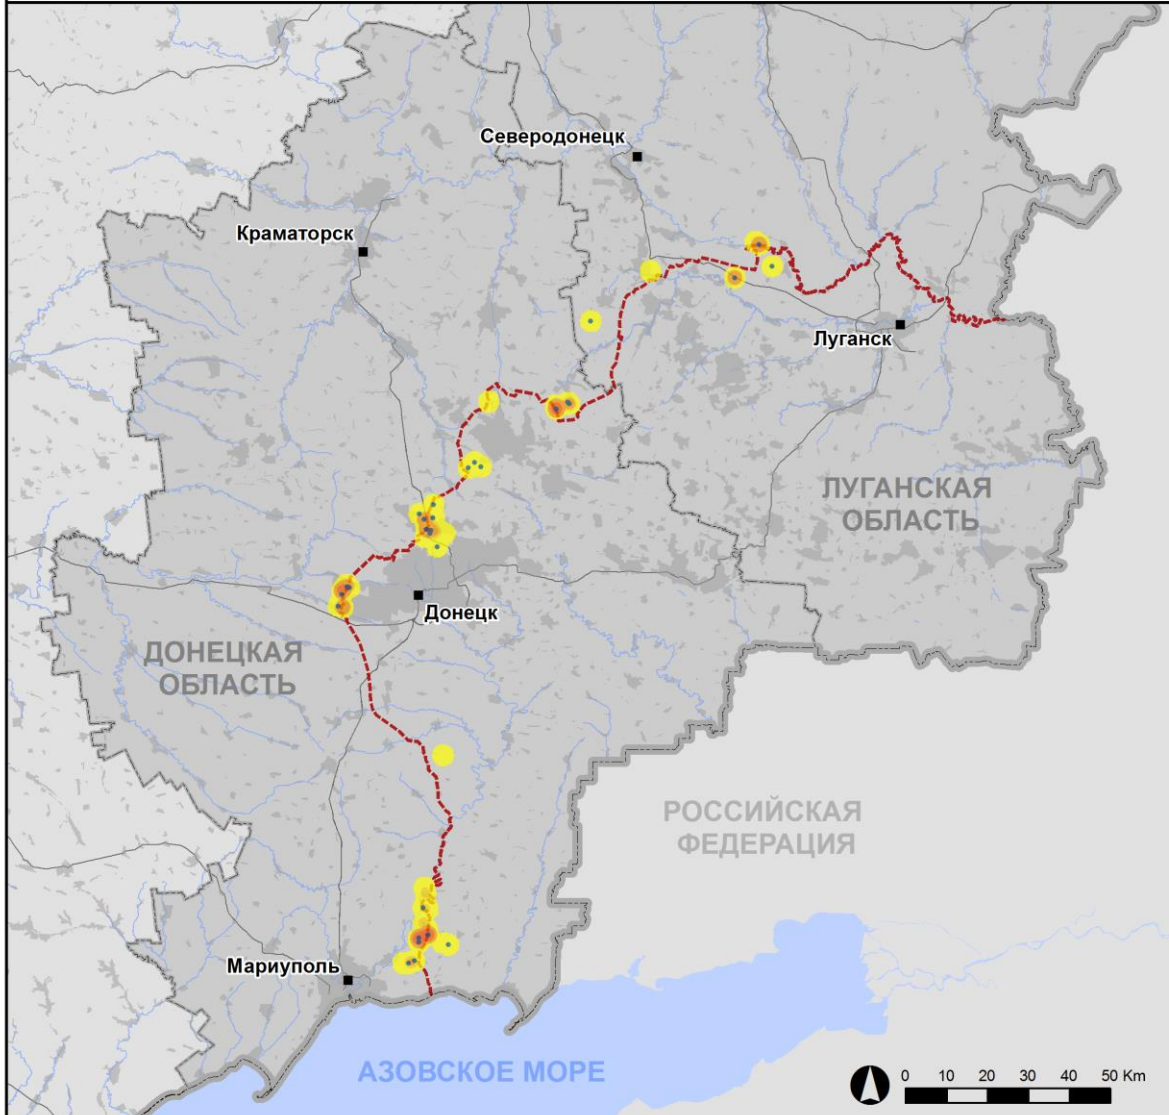 Северодонецк
Краматорск
Луганск
ЛУГАНСКАЯ
ОБЛАСТЬ
Донецк
ДОНЕЦКАЯ
ОБЛАСТЬ
РОССИЙСКАЯ
ФЕДЕРАЦИЯ
Мариуполь
АЗОВСКОЕ МОРЕ
0 10 20 30 40 50 Km